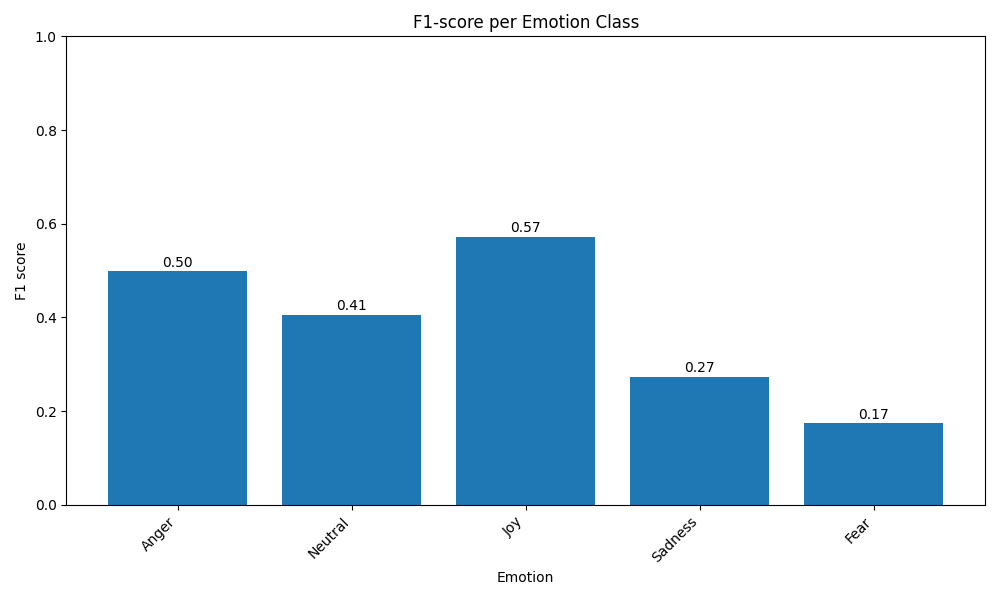 F1-score per Emotion Class
1.0
0.8
0.6
0.4
0.2
0.0
F1 score
0.50
0.41
0.57
0.27
0.17
Anger
Neutral
Joy
Sadness
Fear
Emotion